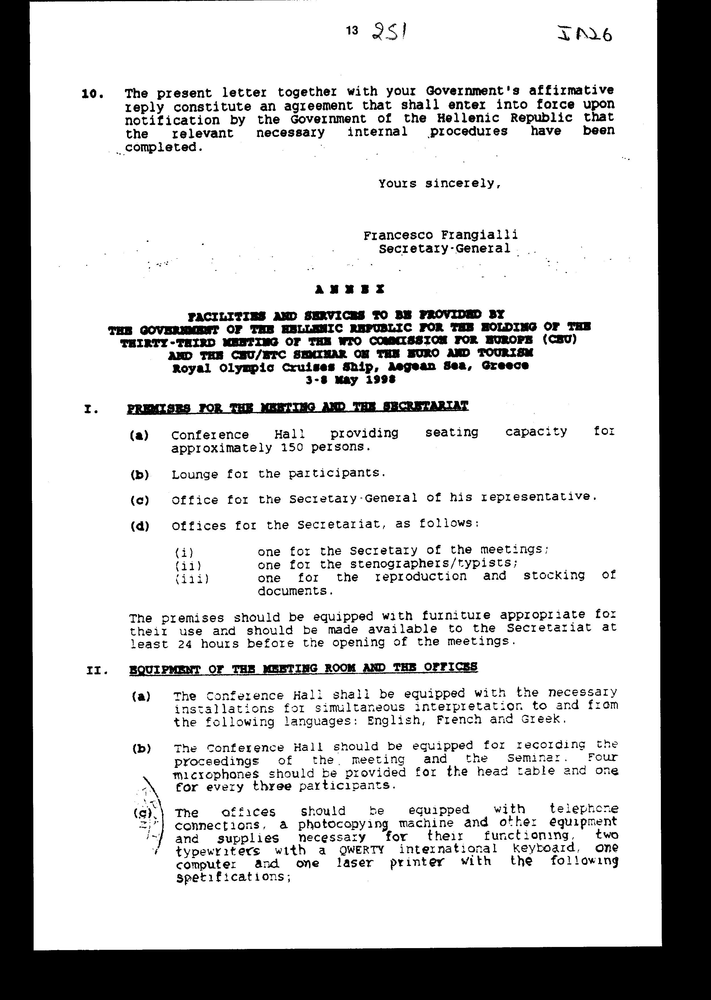 13 251 IA26
10. The present letter together with your Government's affirmative
reply constitute an agreement that shall enter into force upon
notification by the Government of the Hellenic Republic that
the relevant necessary internal procedures have been
completed.
Yours sincerely,
Francesco Frangialli
Secretary-General
A N N E X
FACILITIES AND SERVICES TO BE PROVIDED BY
THE GOVERNMENT OF THE HELLENIC REPUBLIC FOR THE HOLDING OF THE
THIRTY-THIRD MEETING OF THE WTO COMMISSION FOR EUROPE (CEU)
AND THE CEU/ETC SEMINAR ON THE EURO AND TOURISM
Royal Olympic Cruises Ship, Aegean Sea, Greece
3-8 May 1998
I. PREMISES FOR THE MEETING AND THE SECRETARIAT
(a) Conference Hall providing seating capacity for
approximately 150 persons.
(b) Lounge for the participants.
(c) Office for the Secretary-General of his representative.
(d) Offices for the Secretariat, as follows:
(i) one for the Secretary of the meetings;
(ii) one for the stenographers/typists;
(iii) one for the reproduction and stocking of
documents.
The premises should be equipped with furniture appropriate for
their use and should be made available to the Secretariat at
least 24 hours before the opening of the meetings.
II. EQUIPMENT OF THE MEETING ROOM AND THE OFFICES
(a) The Conference Hall shall be equipped with the necessary
installations for simultaneous interpretation to and from
the following languages: English, French and Greek.
(b) The Conference Hall should be equipped for recording the
proceedings of the meeting and the Seminar. Four
microphones should be provided for the head table and one
for every three participants.
(c) The offices should be equipped with telephone
connections, a photocopying machine and other equipment
and supplies necessary for their functioning, two
typewriters with a QWERTY international keyboard, one
computer and one laser printer with the following
spetifications;